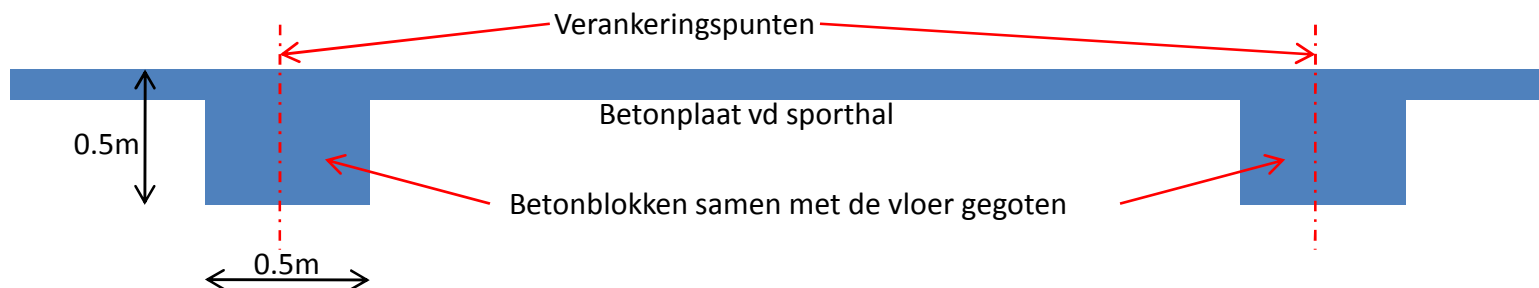 Verankeringspunten
Betonplaat vd sporthal
0.5m
Betonblokken samen met de vloer gegoten
0.5m